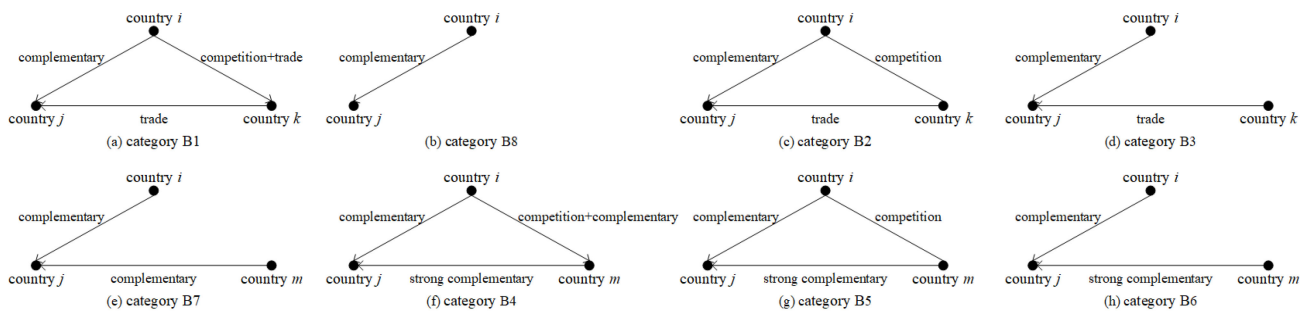 country i
complementary
competition+trade
country j
trade
country k
(a) category B1
country i
complementary
country j
(b) category B8
country i
complementary
competition
country j
trade
country k
(c) category B2
country i
complementary
country j
trade
country k
(d) category B3
country i
complementary
country j
complementary
country m
(e) category B7
country i
complementary
competition+complementary
country j
strong complementary
country m
(f) category B4
country i
complementary
competition
country j
strong complementary
country m
(g) category B5
country i
complementary
country j
strong complementary
country m
(h) category B6